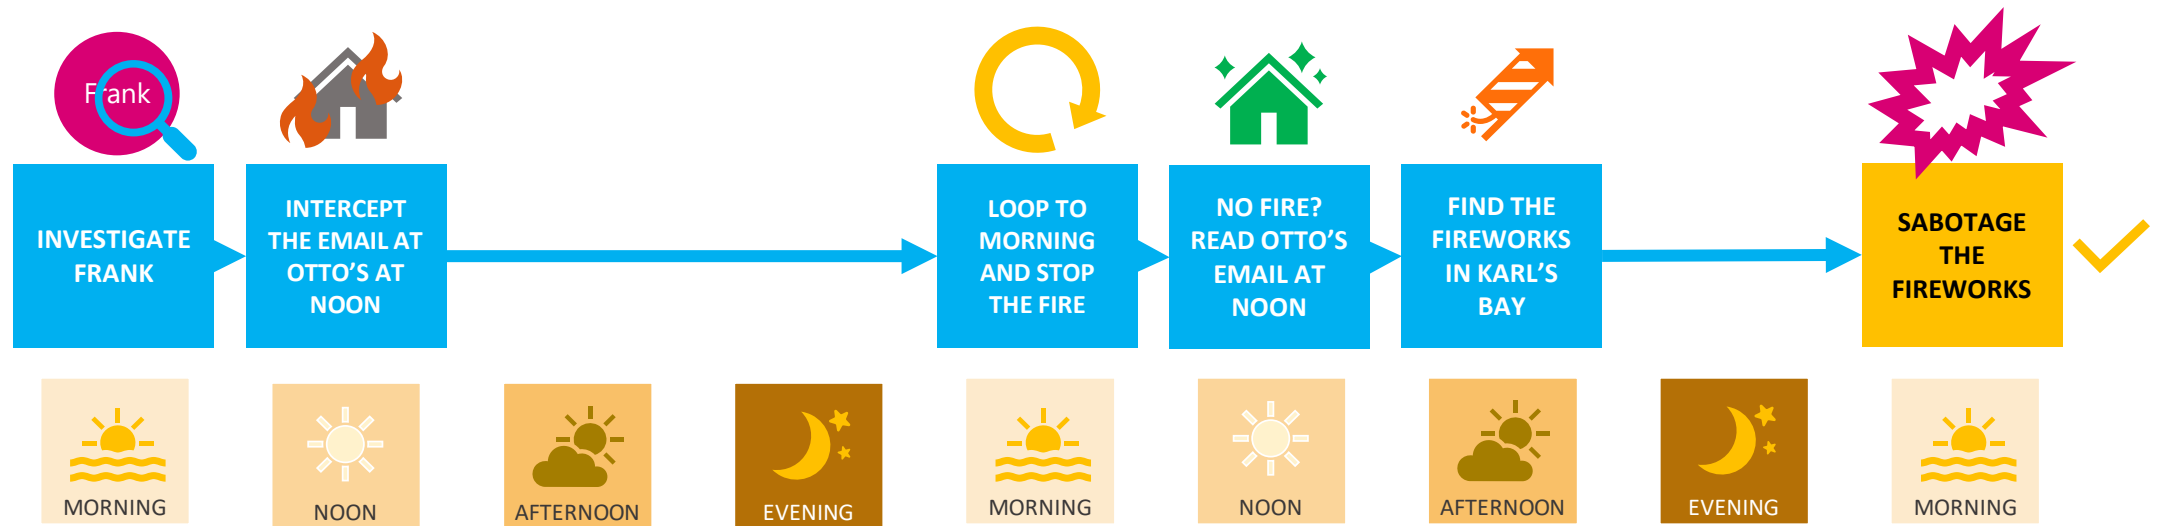 Frank
INVESTIGATE
FRANK
INTERCEPT
THE EMAIL AT
OTTO'S AT
NOON
LOOP TO
MORNING
AND STOP
THE FIRE
NO FIRE?
READ OTTO'S
EMAIL AT
NOON
FIND THE
FIREWORKS
IN KARL'S
BAY
SABOTAGE
THE
FIREWORKS
MORNING
NOON
AFTERNOON
EVENING
MORNING
NOON
AFTERNOON
EVENING
MORNING